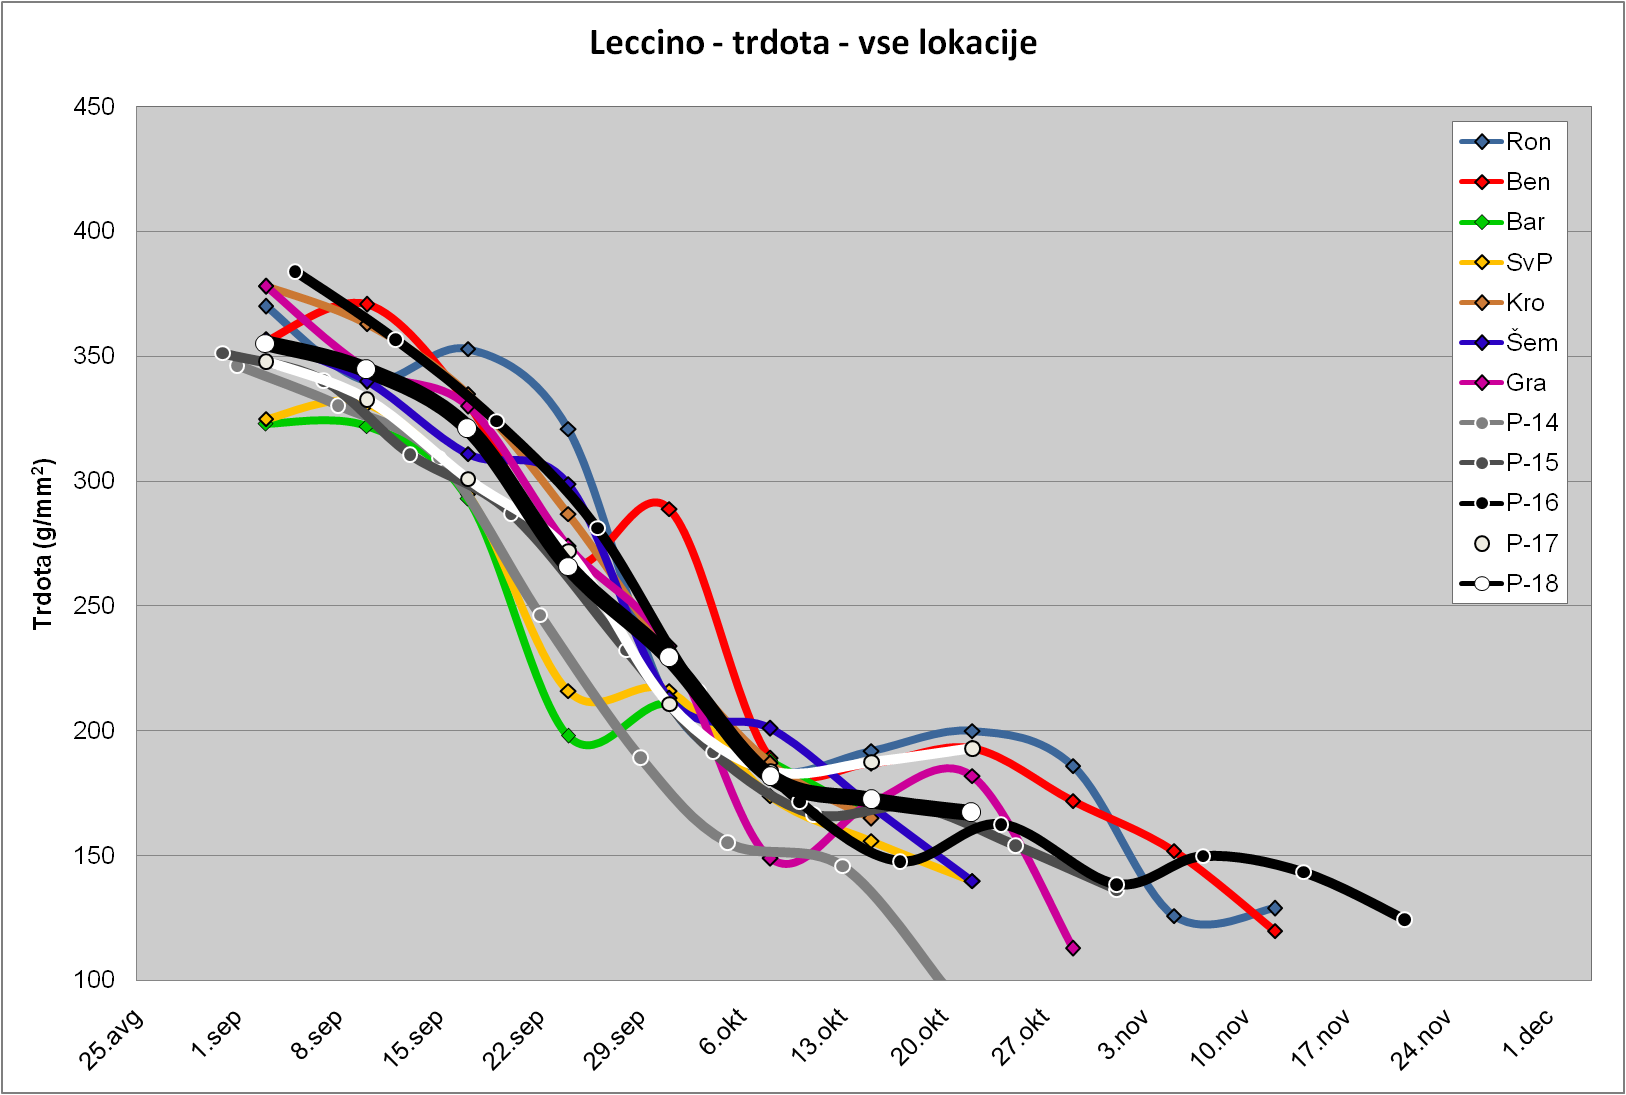 Leccino - trdota - vse lokacije
Trdota (g/mm²)
450
400
350
300
250
200
150
100
25.avg
1.sep
8.sep
15.sep
22.sep
29.sep
6.okt
13.okt
20.okt
27.okt
3.nov
10.nov
17.nov
24.nov
1.dec
Ron
Ben
Bar
SvP
Kro
Šem
Gra
P-14
P-15
P-16
P-17
P-18